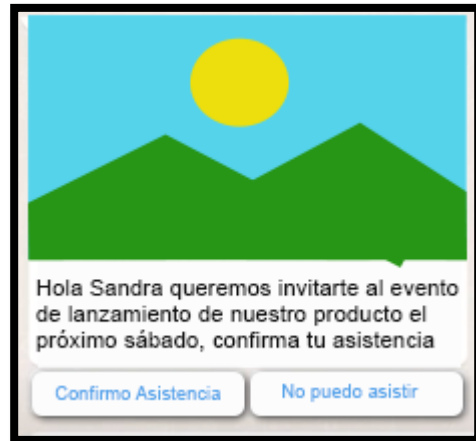 Hola Sandra queremos invitarte al evento
de lanzamiento de nuestro producto el
próximo sábado, confirma tu asistencia
Confirmo Asistencia
No puedo asistir